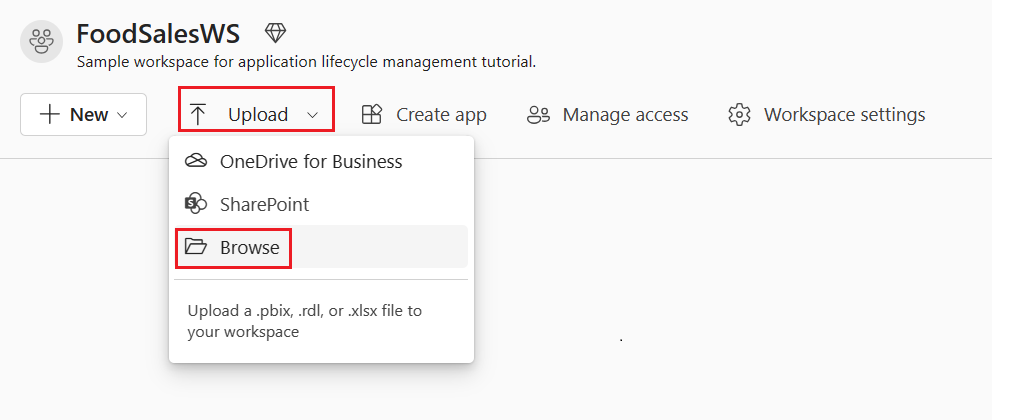 FoodSalesWS
Sample workspace for application lifecycle management tutorial.
New
Upload
Create app
Manage access
Workspace settings
OneDrive for Business
SharePoint
Browse
Upload a .pbix, .rdl, or .xlsx file to
your workspace
.